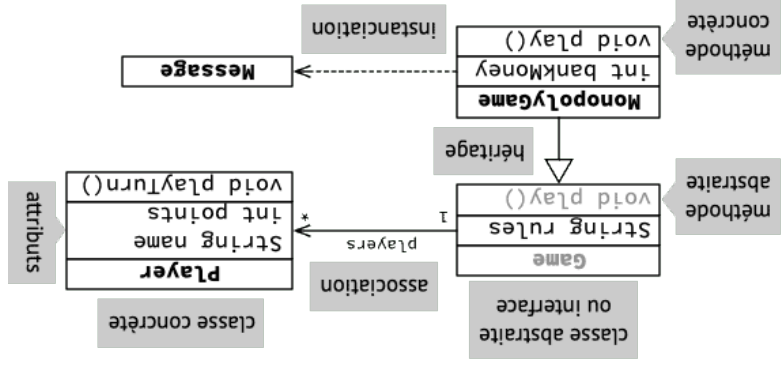 classe abstraite
ou interface
classe concrète
association
Game
String rules
void play()
méthode
abstraite
players
1
*
Player
String name
int points
void playTurn()
attributs
héritage
MonopolyGame
int bankMoney
void play()
méthode
concrète
instanciation
Message